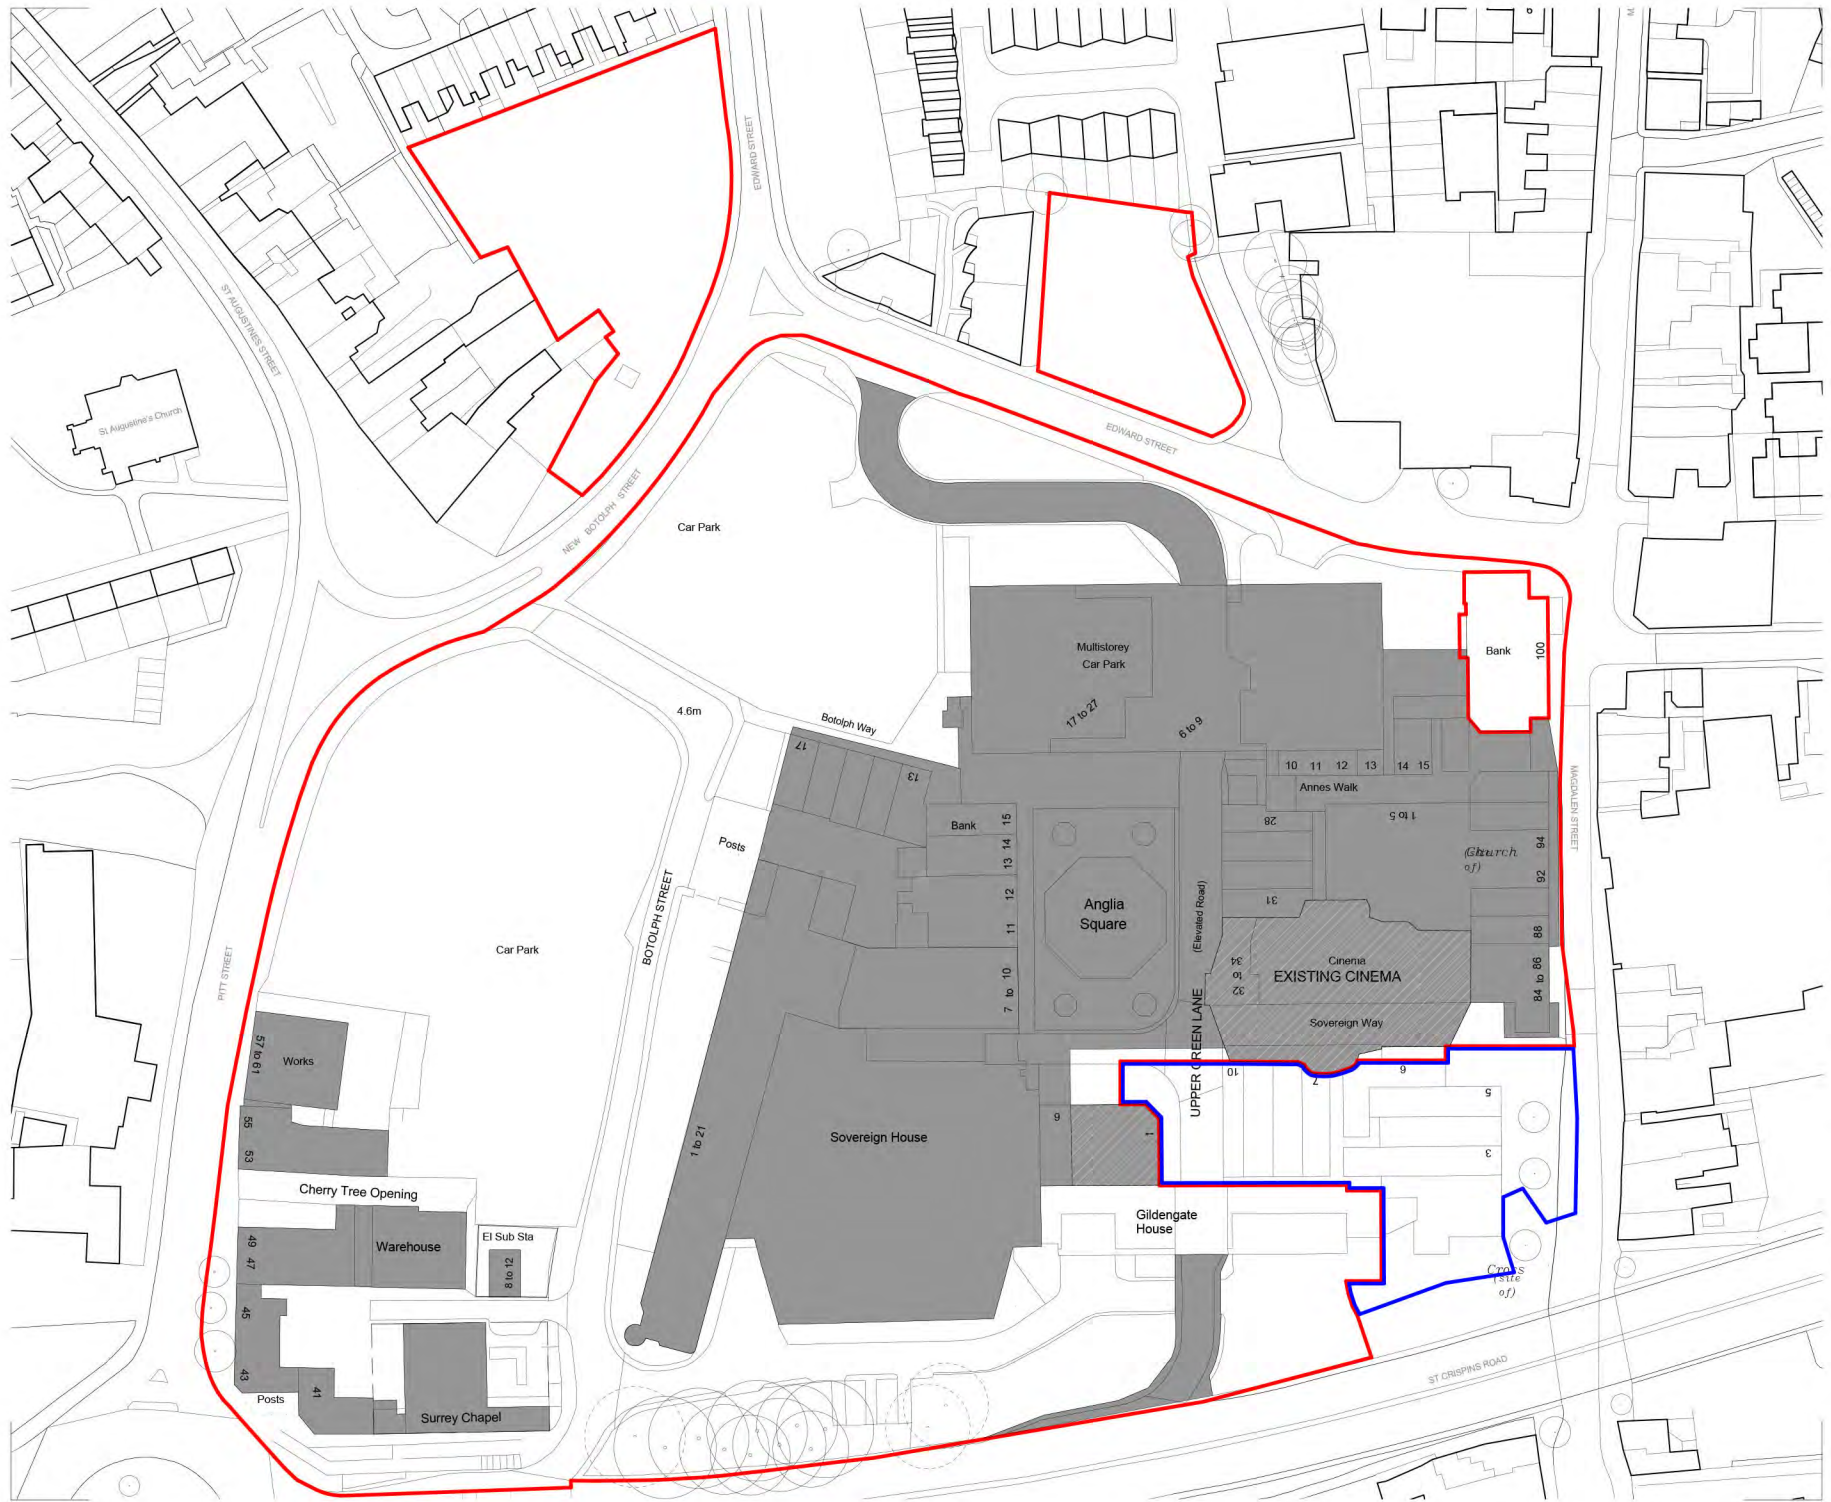 EDWARD STREET
ST AUGUSTINES STREET
St Augustine's Church
EDWARD STREET
NEW BOTOLPH STREET
Car Park
Multistorey
Car Park
17 to 27
6 to 9
Bank
100
4.6m
Botolph Way
17
13
10 11 12 13 14 15
Annes Walk
MAGDALEN STREET
Posts
Bank
15
14
13
12
11
7 to 10
28
1 to 5
31
94
92
88
84 to 86
Church
of)
Anglia
Square
(Elevated Road)
UPPER GREEN LANE
32
to
34
Cinema
EXISTING CINEMA
Sovereign Way
BOTOLPH STREET
Car Park
PITT STREET
57 to 61
Works
55
53
1 to 21
Sovereign House
9
1
10
7
6
5
3
Cherry Tree Opening
Gildengate
House
49
47
Warehouse
El Sub Sta
8 to 12
Cross
(site
of)
45
43
41
Posts
Surrey Chapel
ST CRISPINS ROAD